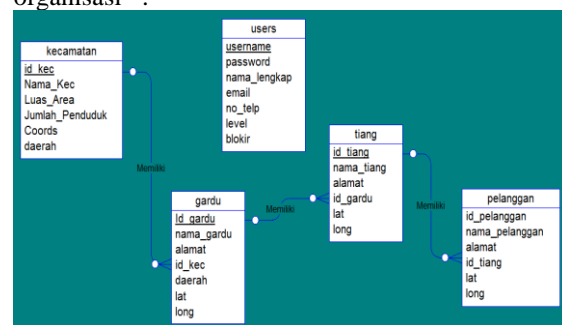 organisasi :
kecamatan
id_kec
Nama_Kec
Luas_Area
Jumlah_Penduduk
Coords
daerah
users
username
password
nama_lengkap
email
no_telp
level
blokir
Memiliki
gardu
Id_gardu
nama_gardu
alamat
id_kec
daerah
lat
long
Memiliki
tiang
id_tiang
nama_tiang
alamat
id_gardu
lat
long
Memiliki
pelanggan
id_pelanggan
nama_pelanggan
alamat
id_tiang
lat
long